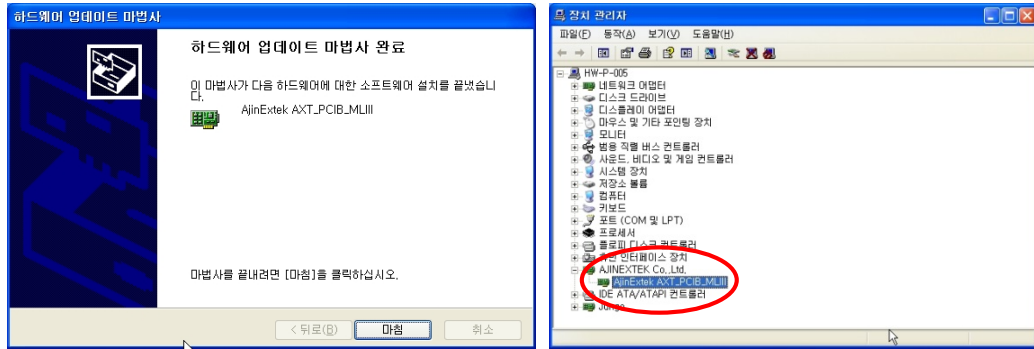 하드웨어 업데이트 마법사
하드웨어 업데이트 마법사 완료
이 마법사가 다음 하드웨어에 대한 소프트웨어 설치를 끝냈습니
다.
AjinExtek AXT_PCIB_MLIII
마법사를 끝내려면 [마침]을 클릭하십시오.
< 뒤로(B) 마침 취소
장치 관리자
파일(F) 동작(A) 보기(V) 도움말(H)
HW-P-005
네트워크 어댑터
디스크 드라이브
디스플레이 어댑터
마우스 및 기타 포인팅 장치
모니터
범용 직렬 버스 컨트롤러
사운드, 비디오 및 게임 컨트롤러
시스템 장치
저장소 볼륨
컴퓨터
키보드
포트 (COM 및 LPT)
프로세서
플로피 디스크 컨트롤러
휴먼 인터페이스 장치
AJINEXTEK Co.,Ltd.
AjinExtek AXT_PCIB_MLIII
IDE ATA/ATAPI 컨트롤러
Jungo